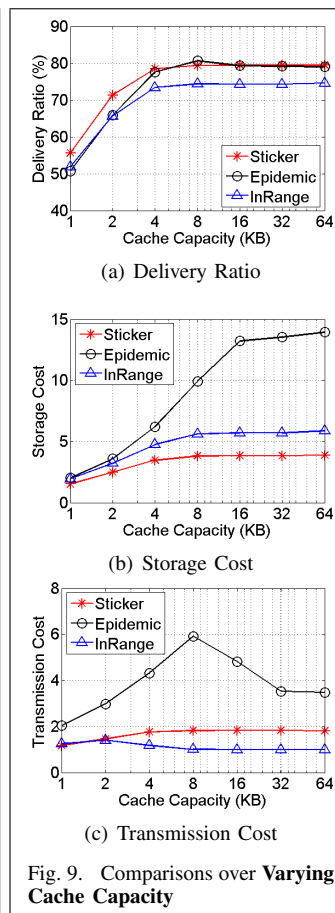 90
80
70
60
50
40
Delivery Ratio (%)
Sticker
Epidemic
InRange
1 2 4 8 16 32 64
Cache Capacity (KB)
(a) Delivery Ratio
15
10
5
0
Storage Cost
Sticker
Epidemic
InRange
1 2 4 8 16 32 64
Cache Capacity (KB)
(b) Storage Cost
8
6
4
2
0
Transmission Cost
Sticker
Epidemic
InRange
1 2 4 8 16 32 64
Cache Capacity (KB)
(c) Transmission Cost
Fig. 9. Comparisons over Varying
Cache Capacity